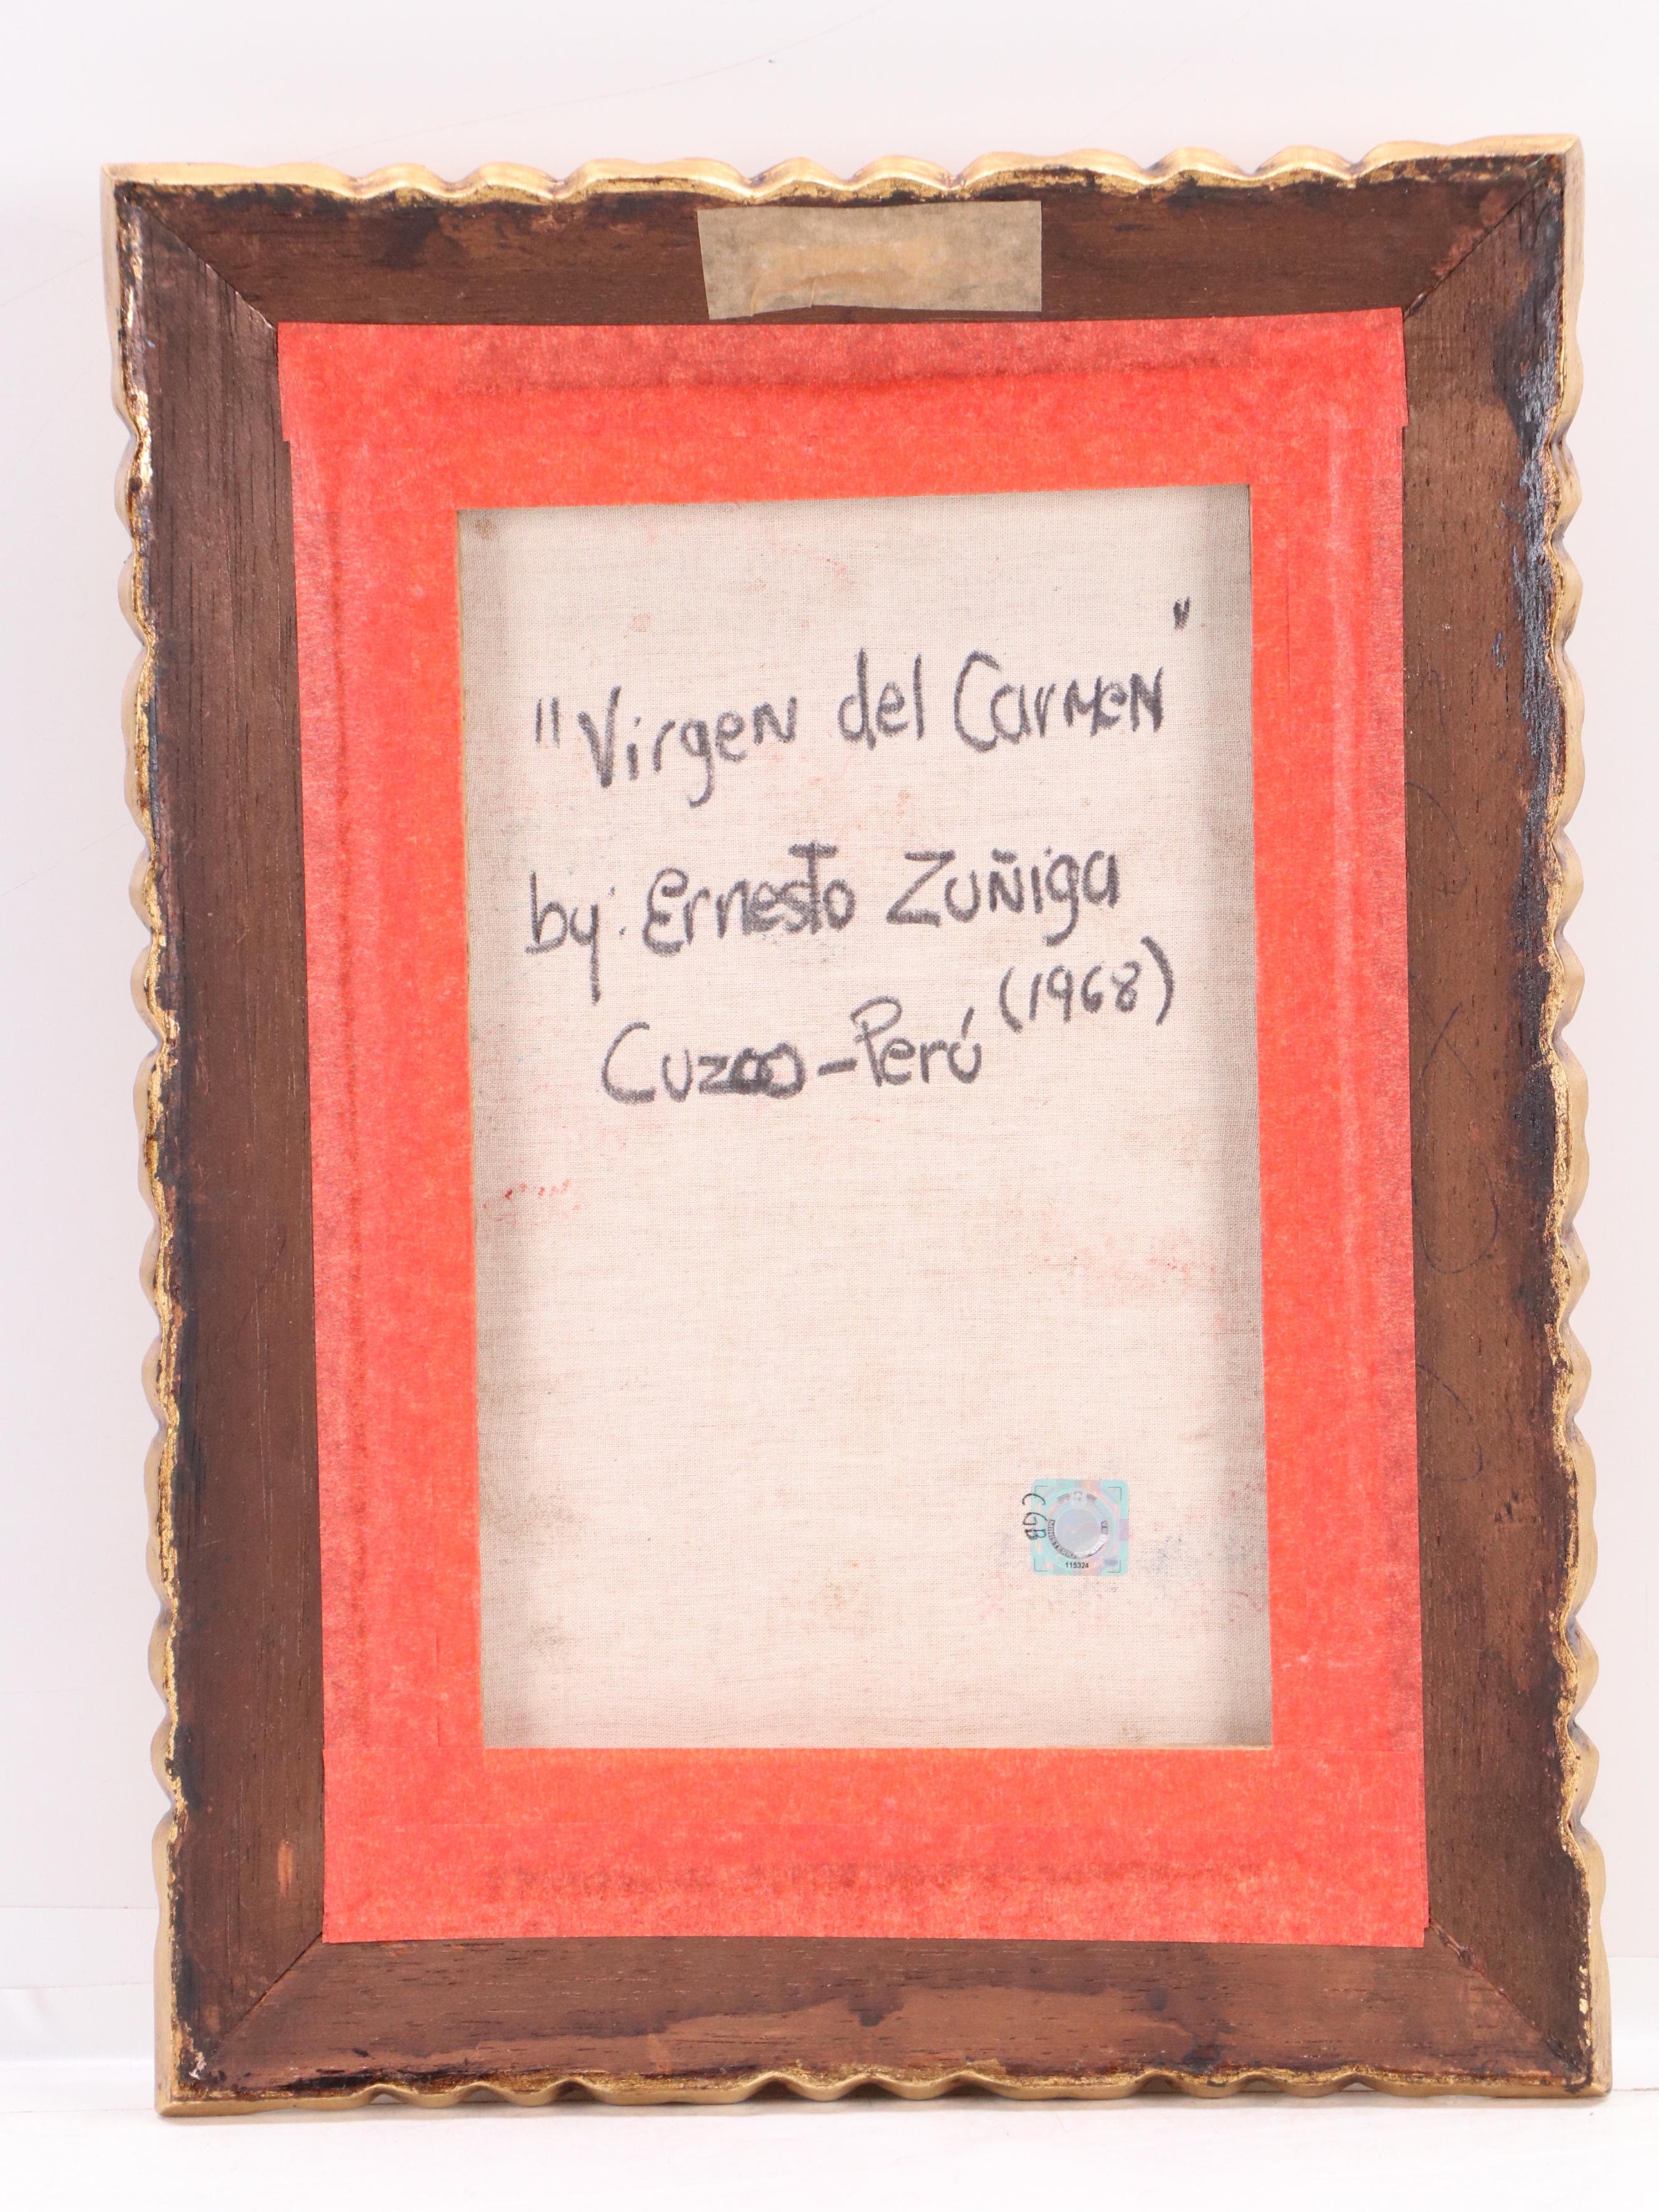 "Virgen del Carmen"
by: Ernesto Zuñiga
(1968)
Cuzco-Perú
CGB
115324